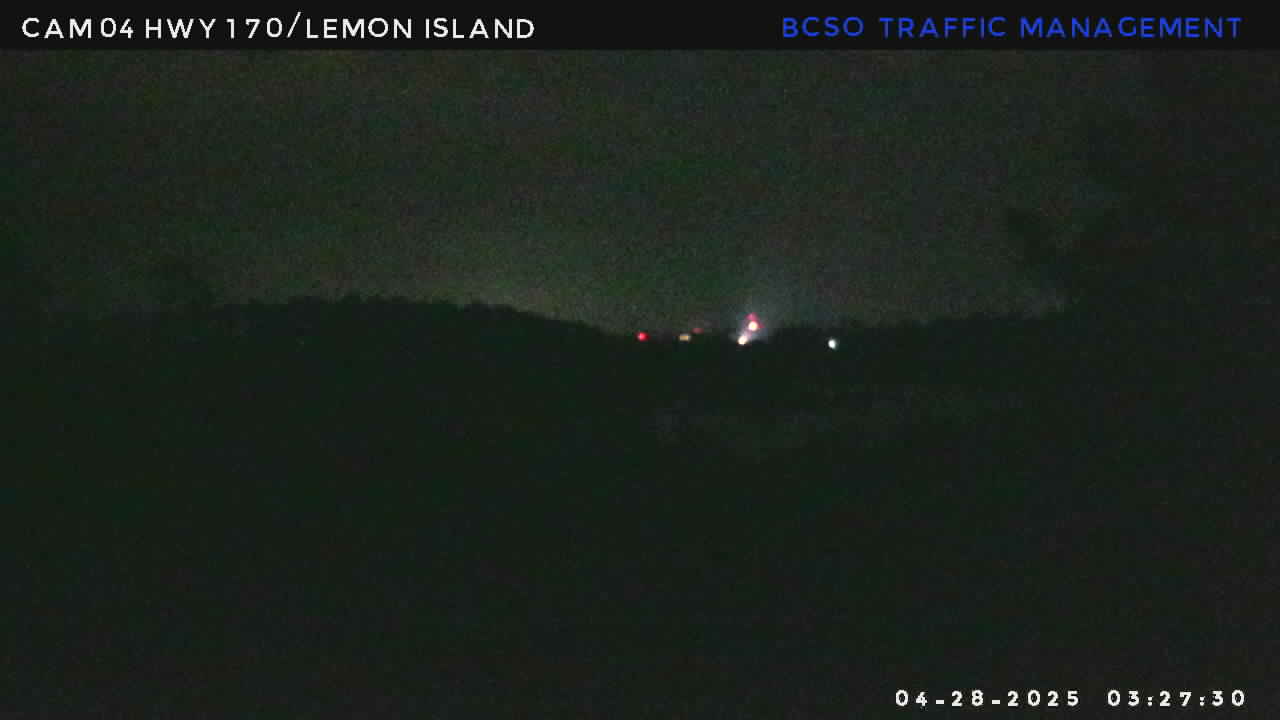 CAM04 HWY 170/LEMON ISLAND
BCSO TRAFFIC MANAGEMENT
04-28-2025 03:27:30